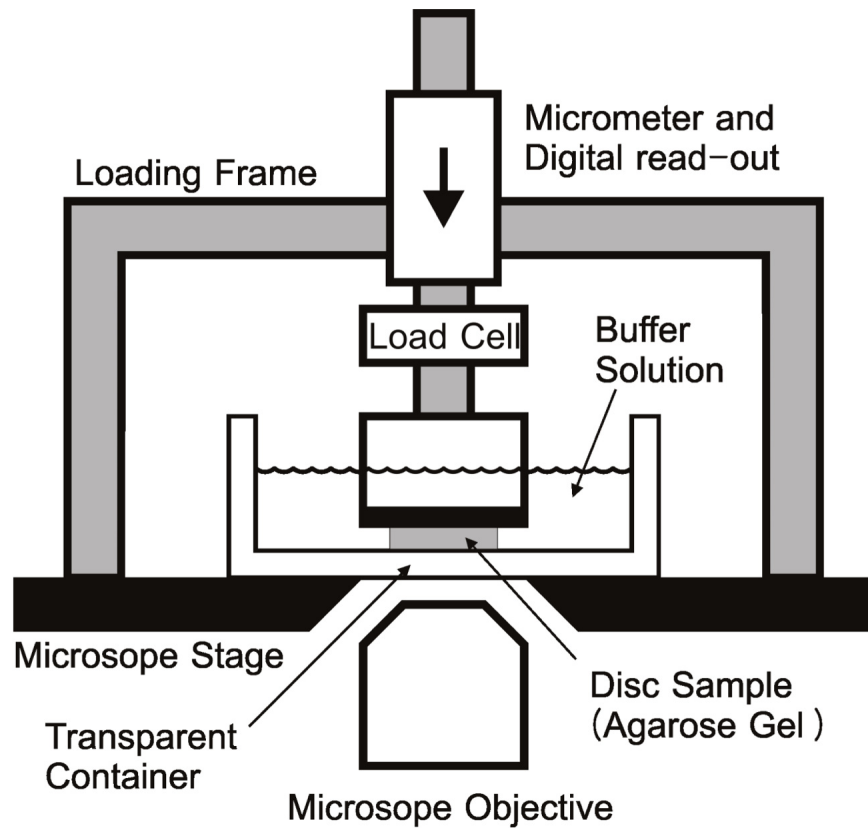 Micrometer and
Digital read-out
Loading Frame
Load Cell
Buffer
Solution
Microsope Stage
Disc Sample
(Agarose Gel )
Transparent
Container
Microsope Objective